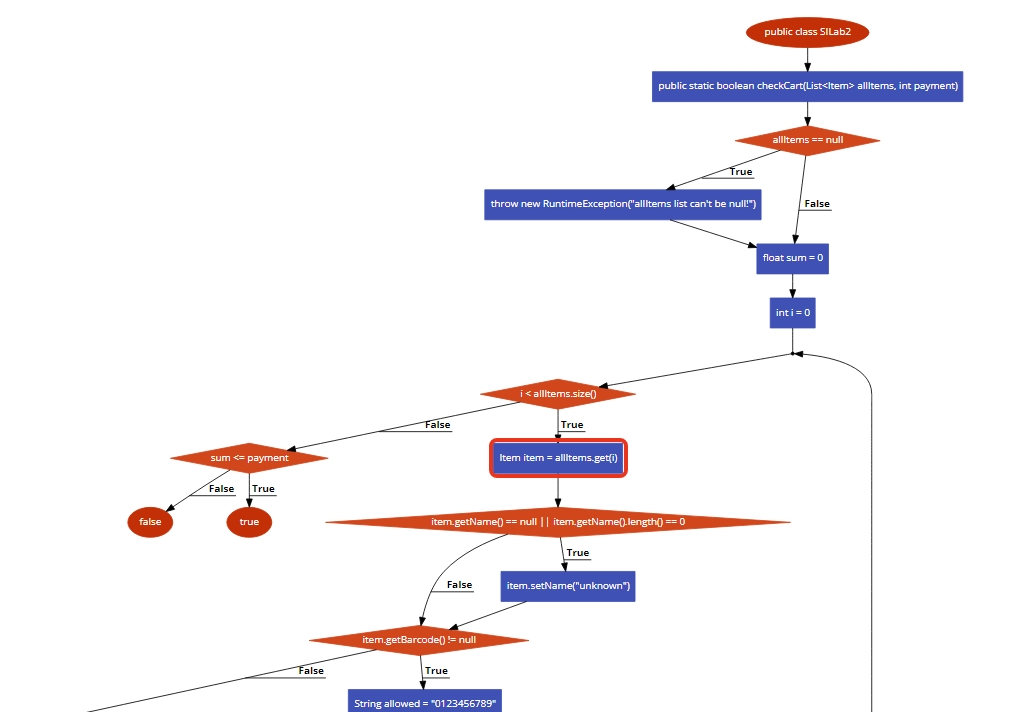 public class SILab2
public static boolean checkCart(List<Item> allItems, int payment)
allItems == null
True
throw new RuntimeException("allItems list can't be null!")
False
float sum = 0
int i = 0
i < allItems.size()
False
True
sum <= payment
Item item = allItems.get(i)
False
True
false
true
item.getName() == null || item.getName().length() == 0
True
False
item.setName("unknown")
item.getBarcode() != null
False
True
String allowed = "0123456789"